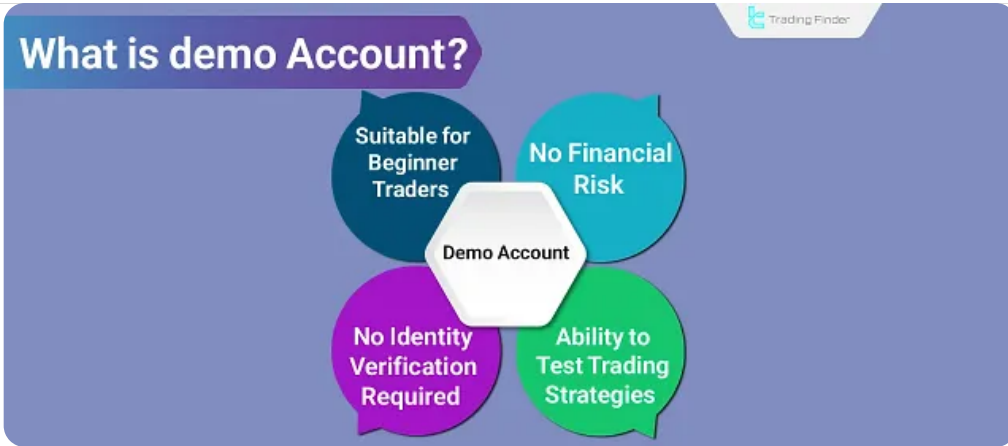 What is demo Account?
Trading Finder
Suitable for
Beginner
Traders
No Financial
Risk
Demo Account
No Identity
Verification
Required
Ability to
Test Trading
Strategies